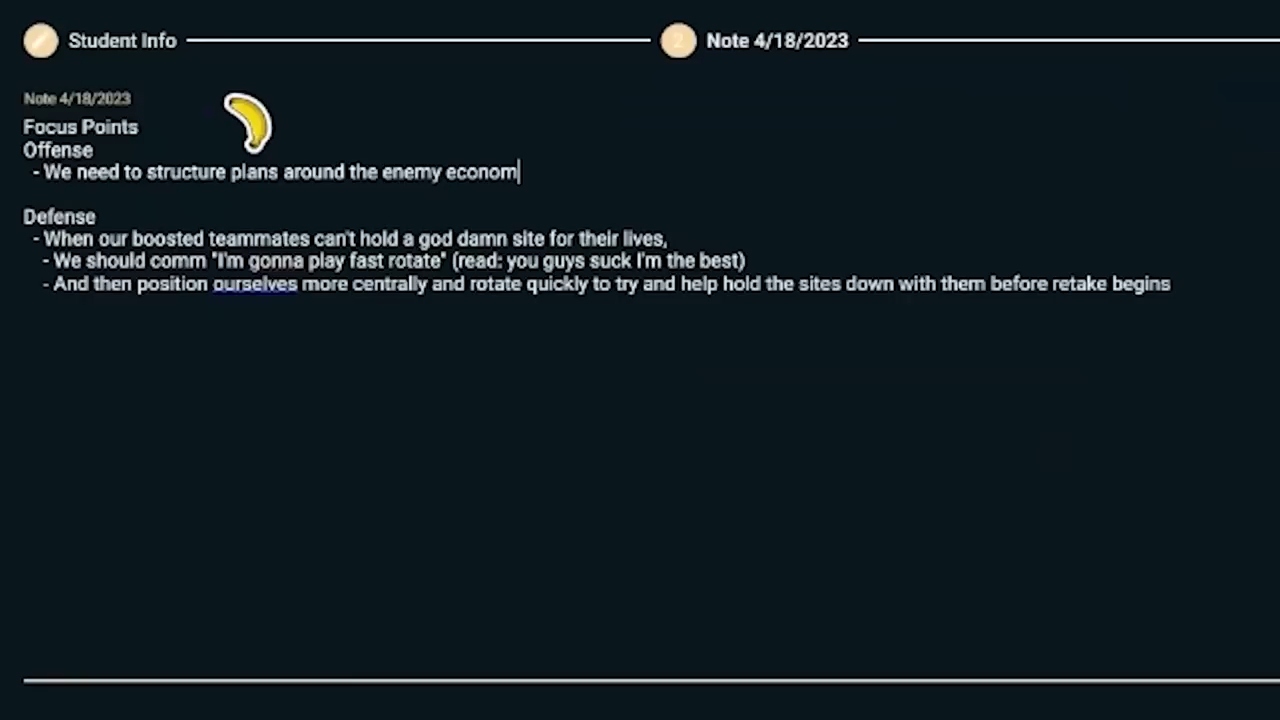 Student Info
2 Note 4/18/2023
Note 4/18/2023
Focus Points
Offense
- We need to structure plans around the enemy econom
Defense
- When our boosted teammates can't hold a god damn site for their lives,
- We should comm "I'm gonna play fast rotate" (read: you guys suck I'm the best)
- And then position ourselves more centrally and rotate quickly to try and help hold the sites down with them before retake begins